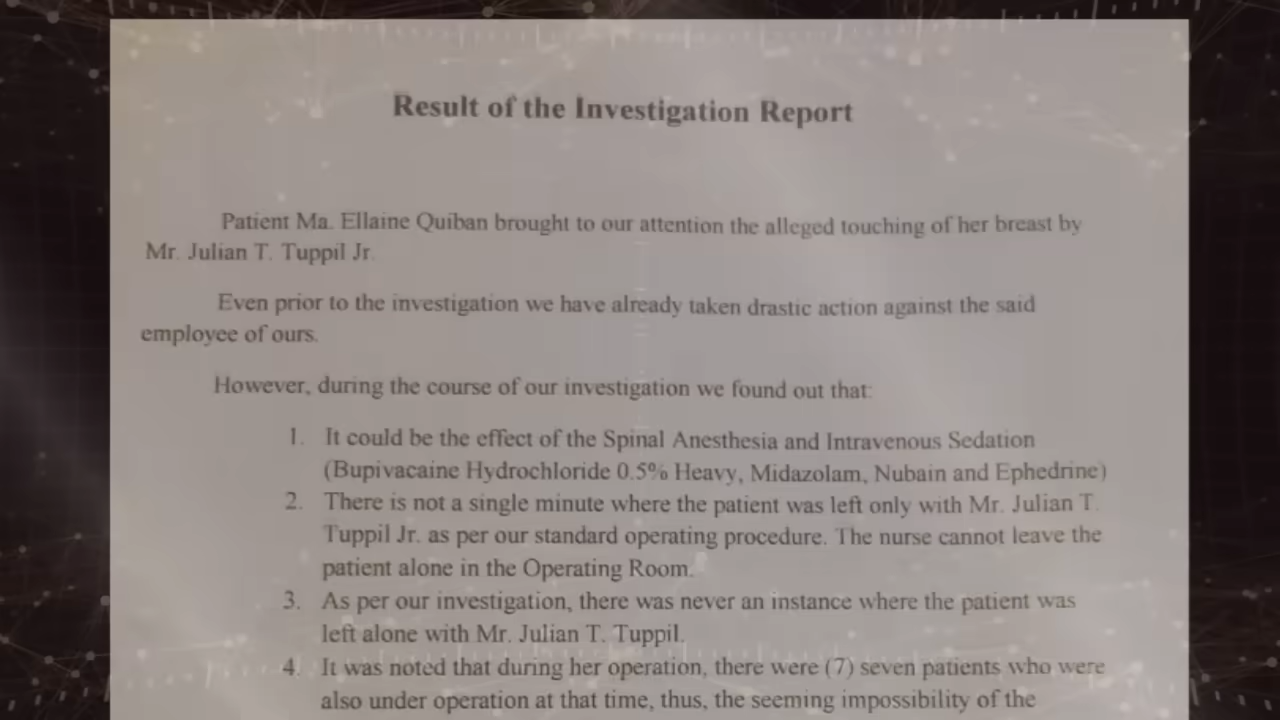 Result of the Investigation Report
Patient Ma. Ellaine Quiban brought to our attention the alleged touching of her breast by
Mr. Julian T. Tuppil Jr.
Even prior to the investigation we have already taken drastic action against the said
employee of ours.
However, during the course of our investigation we found out that:
1. It could be the effect of the Spinal Anesthesia and Intravenous Sedation
(Bupivacaine Hydrochloride 0.5% Heavy, Midazolam, Nubain and Ephedrine)
2. There is not a single minute where the patient was left only with Mr. Julian T.
Tuppil Jr. as per our standard operating procedure. The nurse cannot leave the
patient alone in the Operating Room.
3. As per our investigation, there was never an instance where the patient was
left alone with Mr. Julian T. Tuppil.
4. It was noted that during her operation, there were (7) seven patients who were
also under operation at that time, thus, the seeming impossibility of the